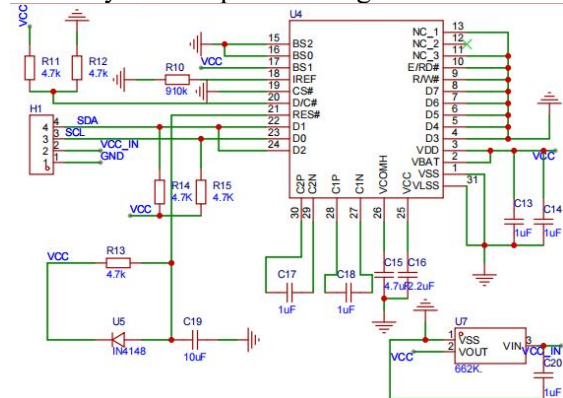 U4
VCC
R11
4.7k
R12
4.7k
R10
910k
VCC
15
16
17
18
19
20
21
22
23
24
BS2
BS0
BS1
IREF
CS#
D/C#
RES#
D1
D0
D2
NC_1
NC_2
NC_3
E/RD#
R/W#
D7
D6
D5
D4
D3
VDD
VBAT
VSS
VLSS
13
12
11
10
9
8
7
6
5
4
3
2
1
31
VCC
H1
4
3
2
1
SDA
SCL
VCC_IN
GND
R14
4.7K
R15
4.7K
VCC
C2P
C2N
C1P
C1N
VCOMH
VCC
30
29
28
27
26
25
C13
1uF
C14
1uF
C17
1uF
C18
1uF
C15
4.7uF
C16
2.2uF
VCC
R13
4.7k
U5
IN4148
C19
10uF
U7
1
2
VSS
VOUT
VIN
3
VCC
VCC_IN
662K.
C20
1uF